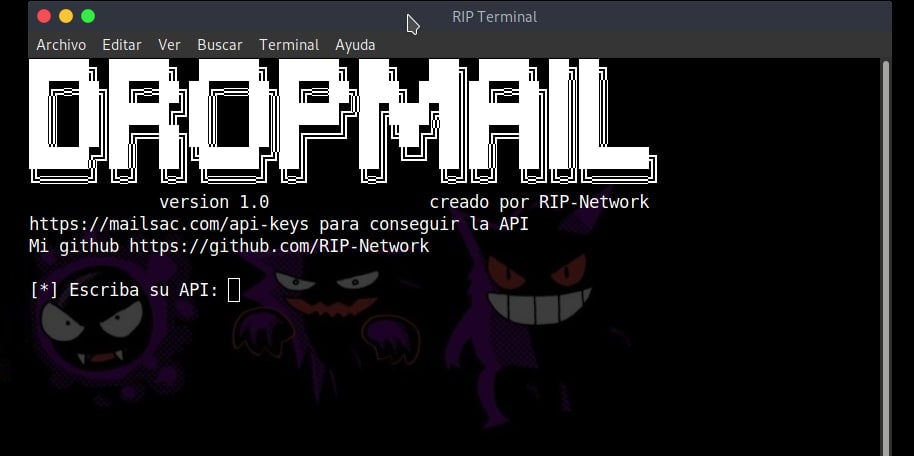 RIP Terminal
Archivo Editar Ver Buscar Terminal Ayuda
DROPMAIL
version 1.0 creado por RIP-Network
https://mailsac.com/api-keys para conseguir la API
Mi github https://github.com/RIP-Network
[*] Escriba su API: